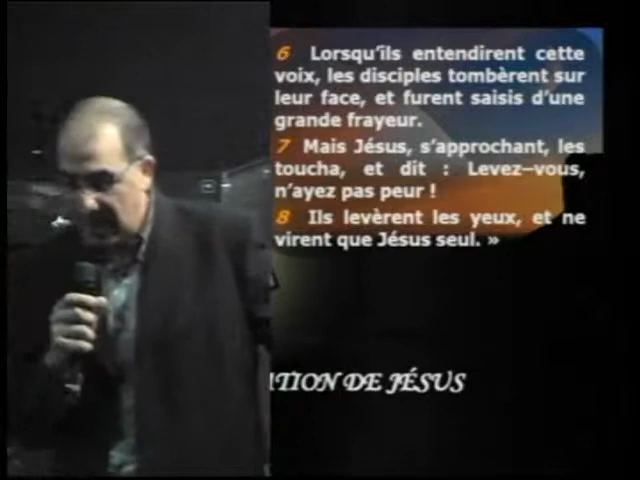 6 Lorsqu'ils entendirent cette
voix, les disciples tombèrent sur
leur face, et furent saisis d'une
grande frayeur.
7 Mais Jésus, s'approchant, les
toucha, et dit : Levez-vous,
n'ayez pas peur !
8 Ils levèrent les yeux, et ne
virent que Jésus seul. »
ITION DE JÉSUS